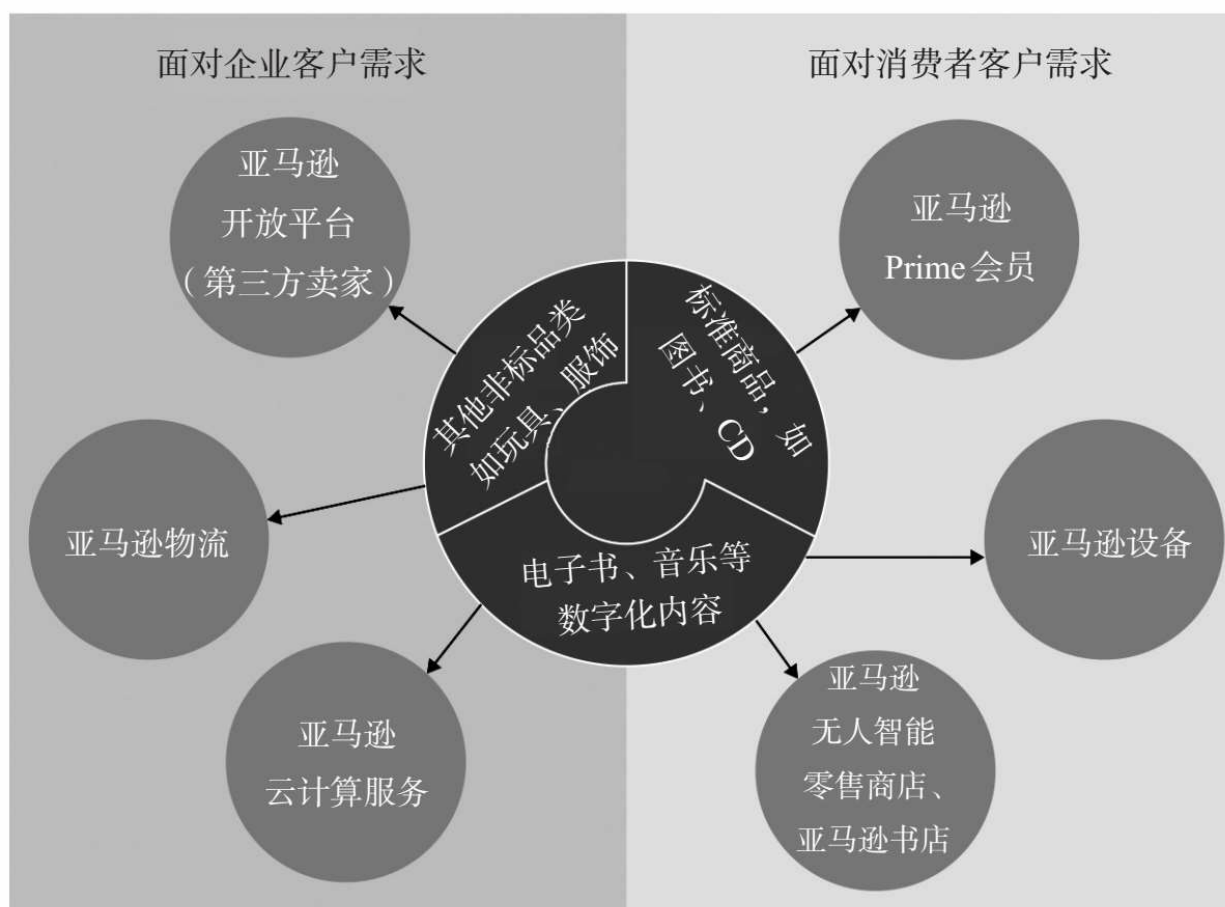 面对企业客户需求
面对消费者客户需求
亚马逊
开放平台
（第三方卖家）
亚马逊
Prime会员
其他非标品类
如玩具、服饰
标准商品，如
图书、CD
亚马逊物流
亚马逊设备
电子书、音乐等
数字化内容
亚马逊
云计算服务
亚马逊
无人智能
零售商店、
亚马逊书店